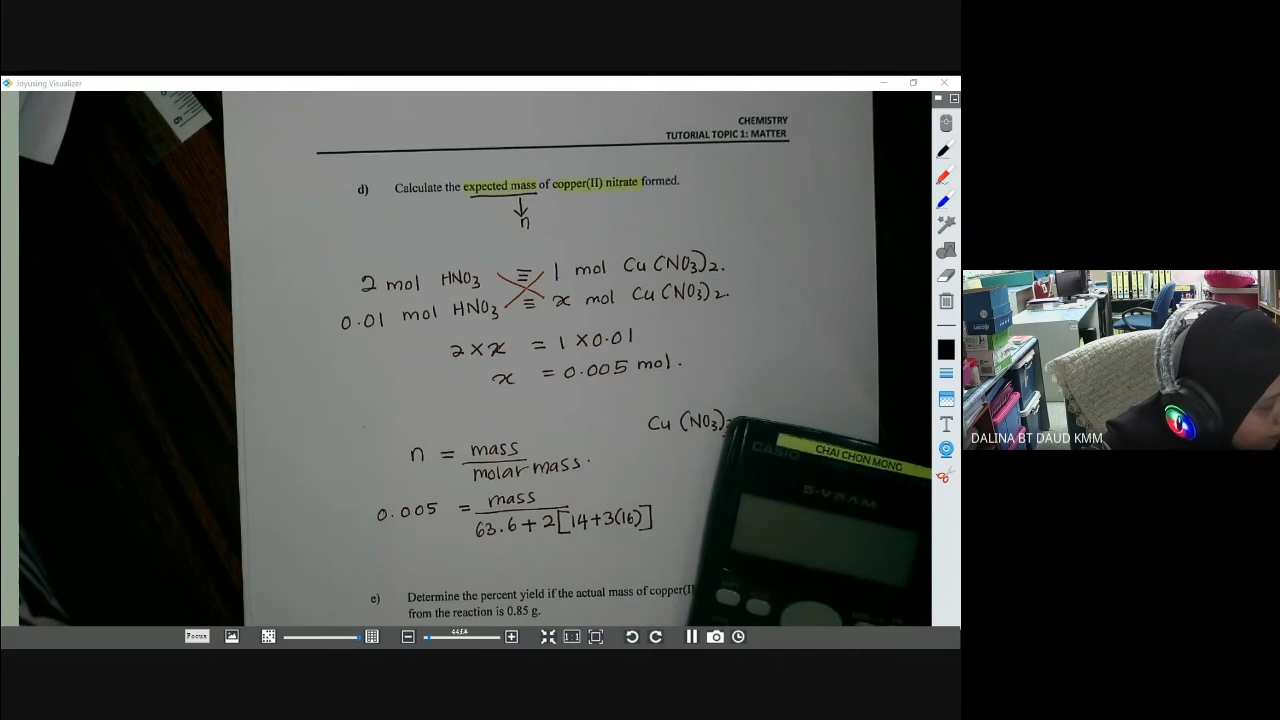 Joyusing Visualizer
CHEMISTRY
TUTORIAL TOPIC 1: MATTER
d) Calculate the expected mass of copper(II) nitrate formed.
n
2 mol HNO3 ≡ 1 mol Cu(NO3)2.
0.01 mol HNO3 ≡ x mol Cu(NO3)2.
2 × x = 1 × 0.01
x = 0.005 mol.
Cu(NO3)2
n = mass
molar mass.
0.005 = mass
63.6 + 2[14+3(16)]
CASIO
CHAI CHON MONG
S-V.P.A.M.
e) Determine the percent yield if the actual mass of copper(II
from the reaction is 0.85 g.
Focus
1:1
T
DALINA BT DAUD KMM